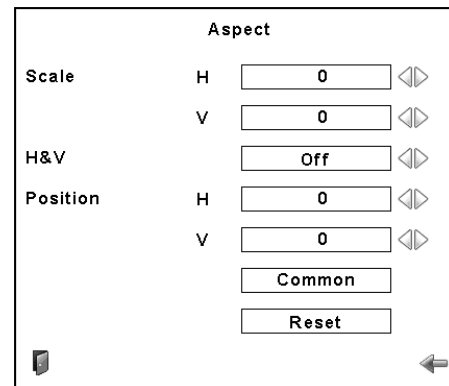 Aspect
Scale H 0
V 0
H&V Off
Position H 0
V 0
Common
Reset